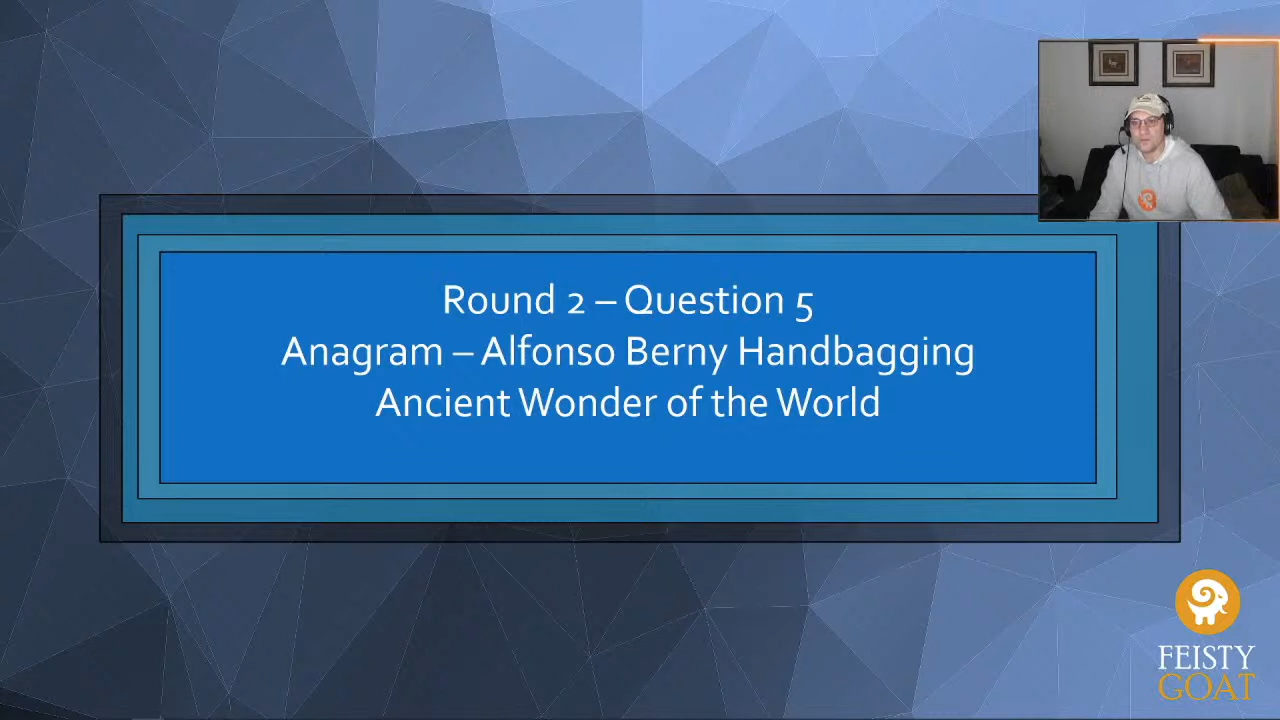 Round 2 – Question 5
Anagram – Alfonso Berny Handbagging
Ancient Wonder of the World
FEISTY
GOAT